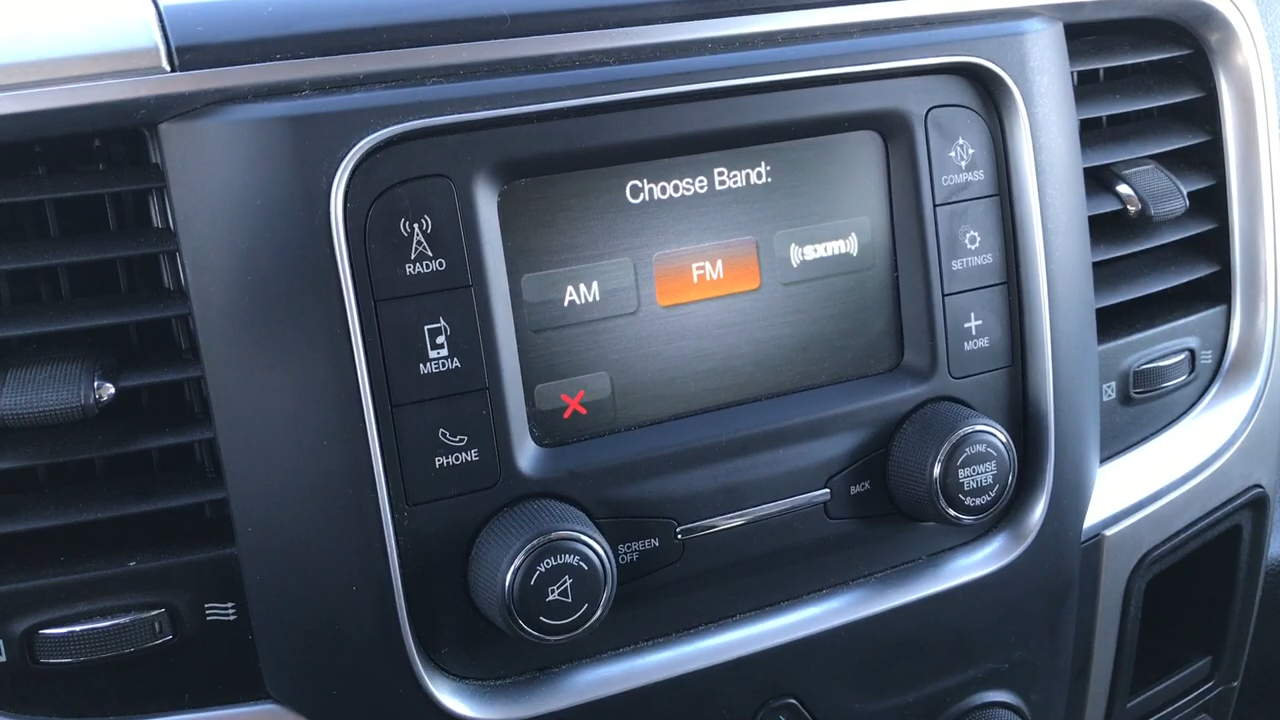 Choose Band:
AM
FM
sxm
RADIO
MEDIA
PHONE
N
COMPASS
SETTINGS
MORE
VOLUME
SCREEN
OFF
BACK
TUNE
BROWSE
ENTER
SCROLL